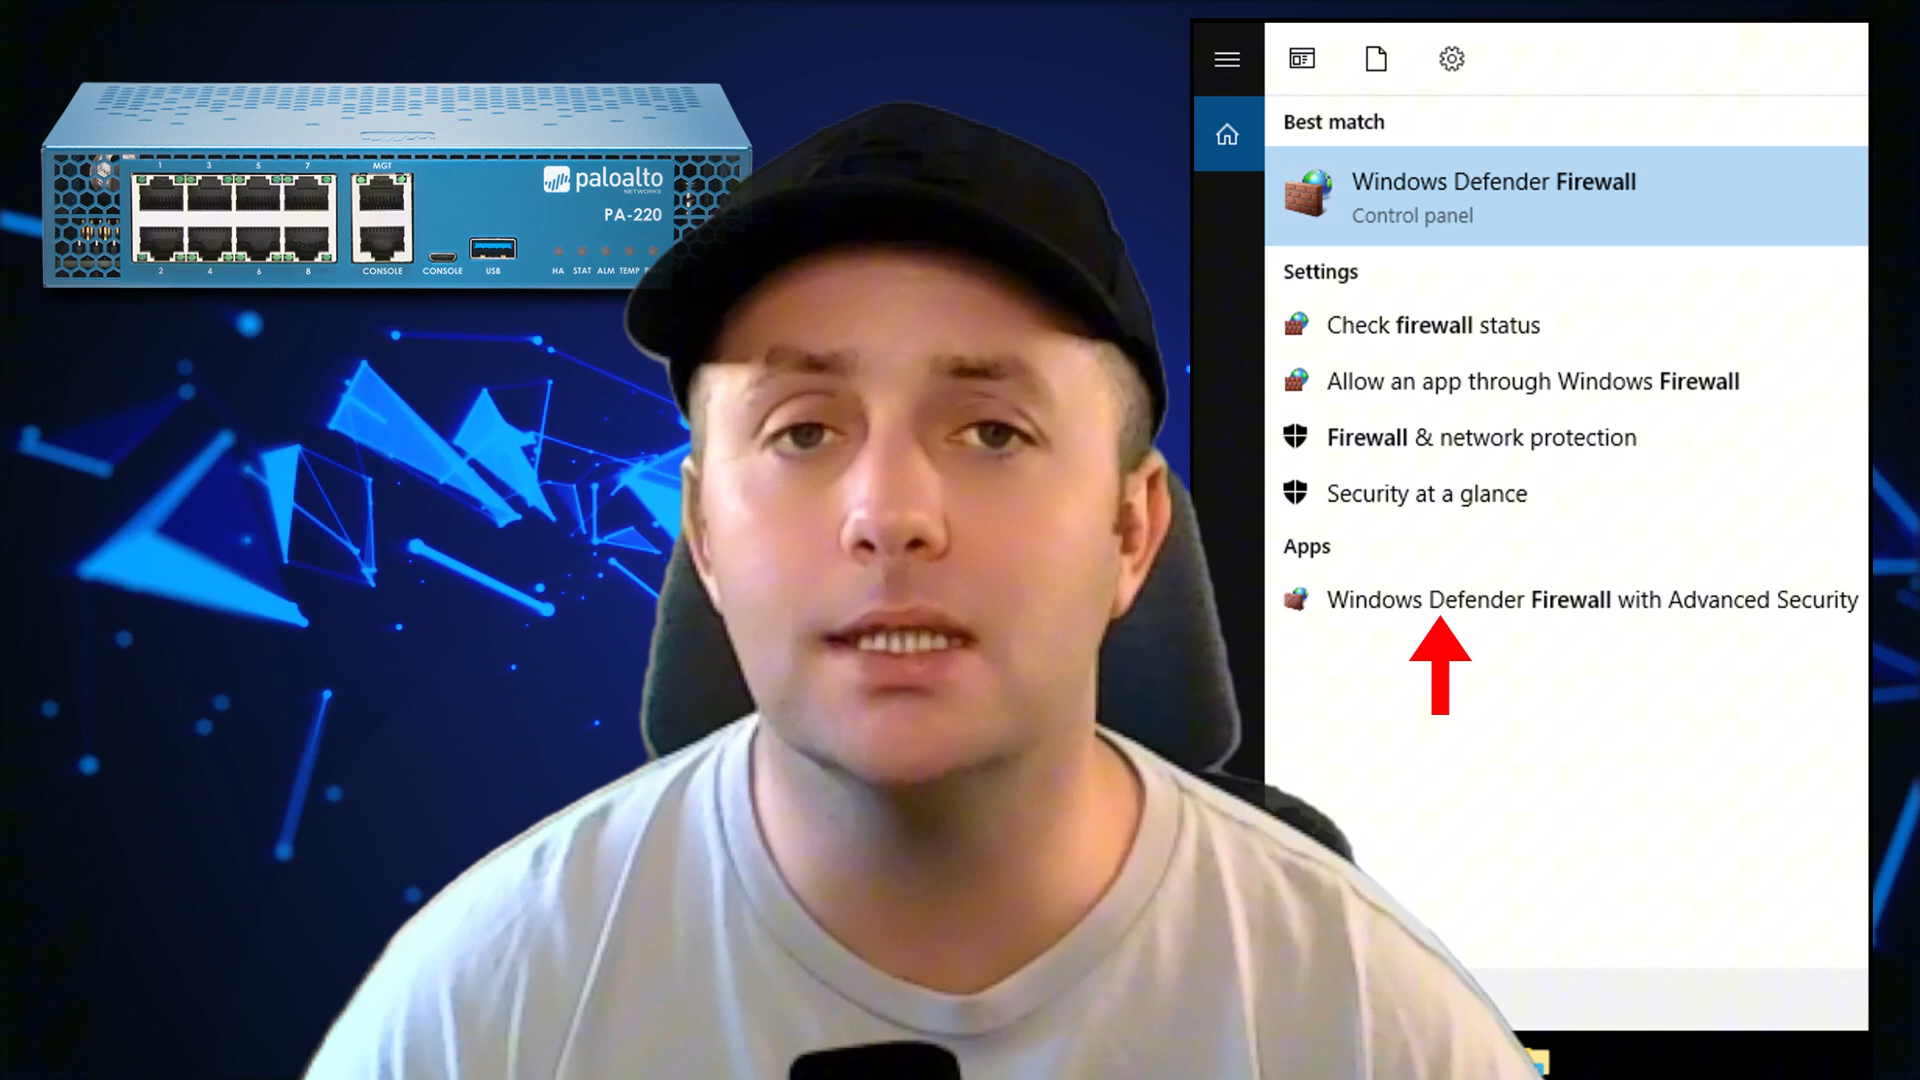 1 3 5 7 MGT
paloalto
NETWORKS
PA-220
2 4 6 8 CONSOLE CONSOLE USB HA STAT ALM TEMP
Best match
Windows Defender Firewall
Control panel
Settings
Check firewall status
Allow an app through Windows Firewall
Firewall & network protection
Security at a glance
Apps
Windows Defender Firewall with Advanced Security